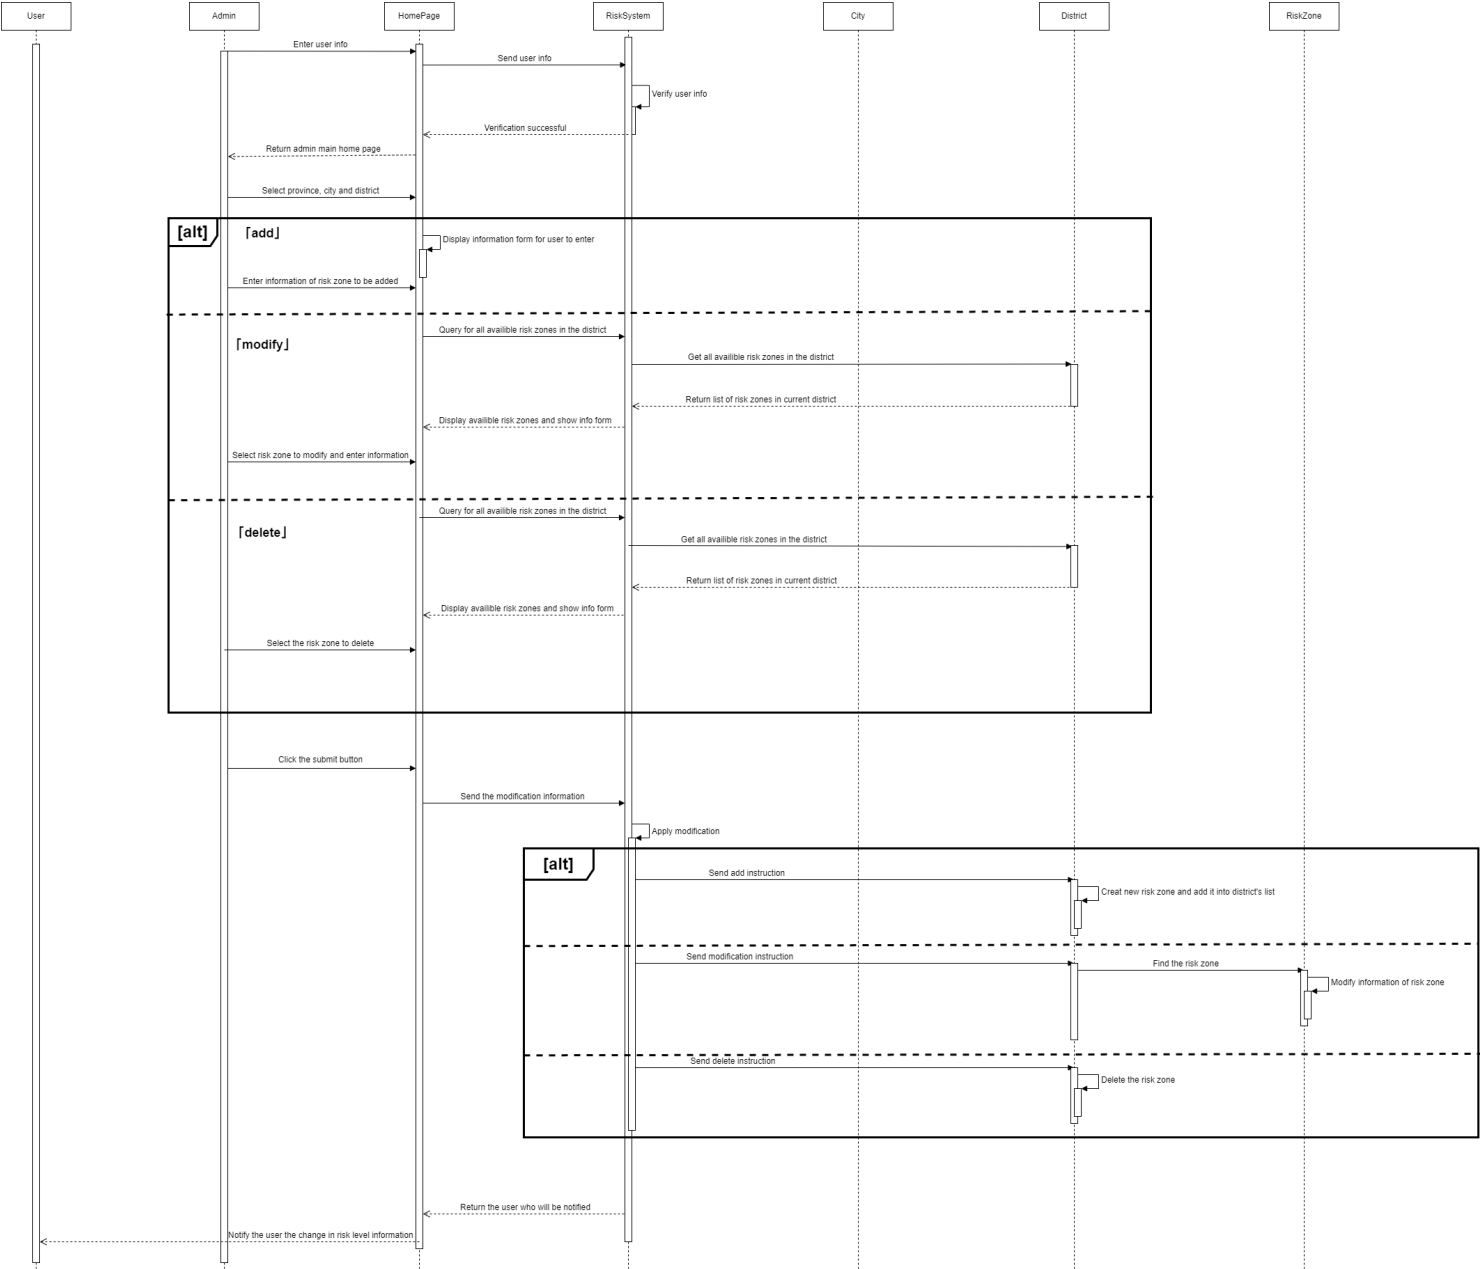 User
Admin
HomePage
RiskSystem
City
District
RiskZone
Enter user info
Send user info
Verify user info
Verification successful
Return admin main home page
Select province, city and district
[alt]
「add」
Display information form for user to enter
Enter information of risk zone to be added
Query for all availible risk zones in the district
「modify」
Get all availible risk zones in the district
Return list of risk zones in current district
Display availible risk zones and show info form
Select risk zone to modify and enter information
Query for all availible risk zones in the district
「delete」
Get all availible risk zones in the district
Return list of risk zones in current district
Display availible risk zones and show info form
Select the risk zone to delete
Click the submit button
Send the modification information
Apply modification
[alt]
Send add instruction
Creat new risk zone and add it into district's list
Send modification instruction
Find the risk zone
Modify information of risk zone
Send delete instruction
Delete the risk zone
Return the user who will be notified
Notify the user the change in risk level information